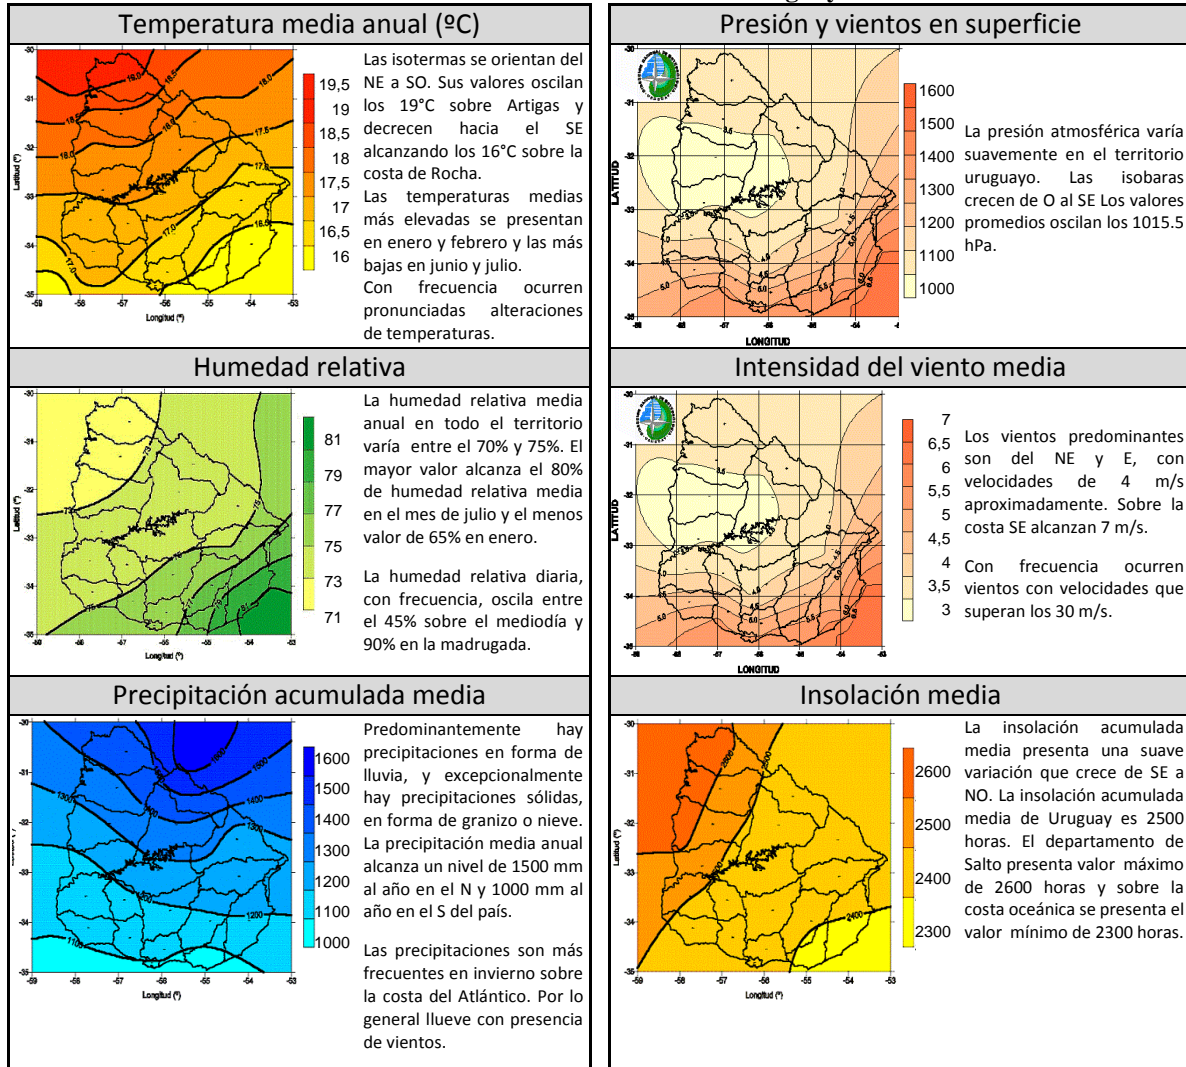 Temperatura media anual (ºC)
Las isotermas se orientan del
NE a SO. Sus valores oscilan
los 19°C sobre Artigas y
decrecen hacia el SE
alcanzando los 16°C sobre la
costa de Rocha.
Las temperaturas medias
más elevadas se presentan
en enero y febrero y las más
bajas en junio y julio.
Con frecuencia ocurren
pronunciadas alteraciones
de temperaturas.
19,5
19
18,5
18
17,5
17
16,5
16
Latitud (º)
Longitud (º)
Presión y vientos en superficie
1600
1500
1400
1300
1200
1100
1000
La presión atmosférica varía
suavemente en el territorio
uruguayo. Las isobaras
crecen de O al SE Los valores
promedios oscilan los 1015.5
hPa.
LATITUD
LONGITUD
Humedad relativa
81
79
77
75
73
71
La humedad relativa media
anual en todo el territorio
varía entre el 70% y 75%. El
mayor valor alcanza el 80%
de humedad relativa media
en el mes de julio y el menos
valor de 65% en enero.
La humedad relativa diaria,
con frecuencia, oscila entre
el 45% sobre el mediodía y
90% en la madrugada.
Latitud (º)
Longitud (º)
Intensidad del viento media
7
6,5
6
5,5
5
4,5
4
3,5
3
Los vientos predominantes
son del NE y E, con
velocidades de 4 m/s
aproximadamente. Sobre la
costa SE alcanzan 7 m/s.
Con frecuencia ocurren
vientos con velocidades que
superan los 30 m/s.
LATITUD
LONGITUD
Precipitación acumulada media
1600
1500
1400
1300
1200
1100
1000
Predominantemente hay
precipitaciones en forma de
lluvia, y excepcionalmente
hay precipitaciones sólidas,
en forma de granizo o nieve.
La precipitación media anual
alcanza un nivel de 1500 mm
al año en el N y 1000 mm al
año en el S del país.
Las precipitaciones son más
frecuentes en invierno sobre
la costa del Atlántico. Por lo
general llueve con presencia
de vientos.
Longitud (º)
Insolación media
2600
2500
2400
2300
La insolación acumulada
media presenta una suave
variación que crece de SE a
NO. La insolación acumulada
media de Uruguay es 2500
horas. El departamento de
Salto presenta valor máximo
de 2600 horas y sobre la
costa oceánica se presenta el
valor mínimo de 2300 horas.
Latitud (º)
Longitud (º)